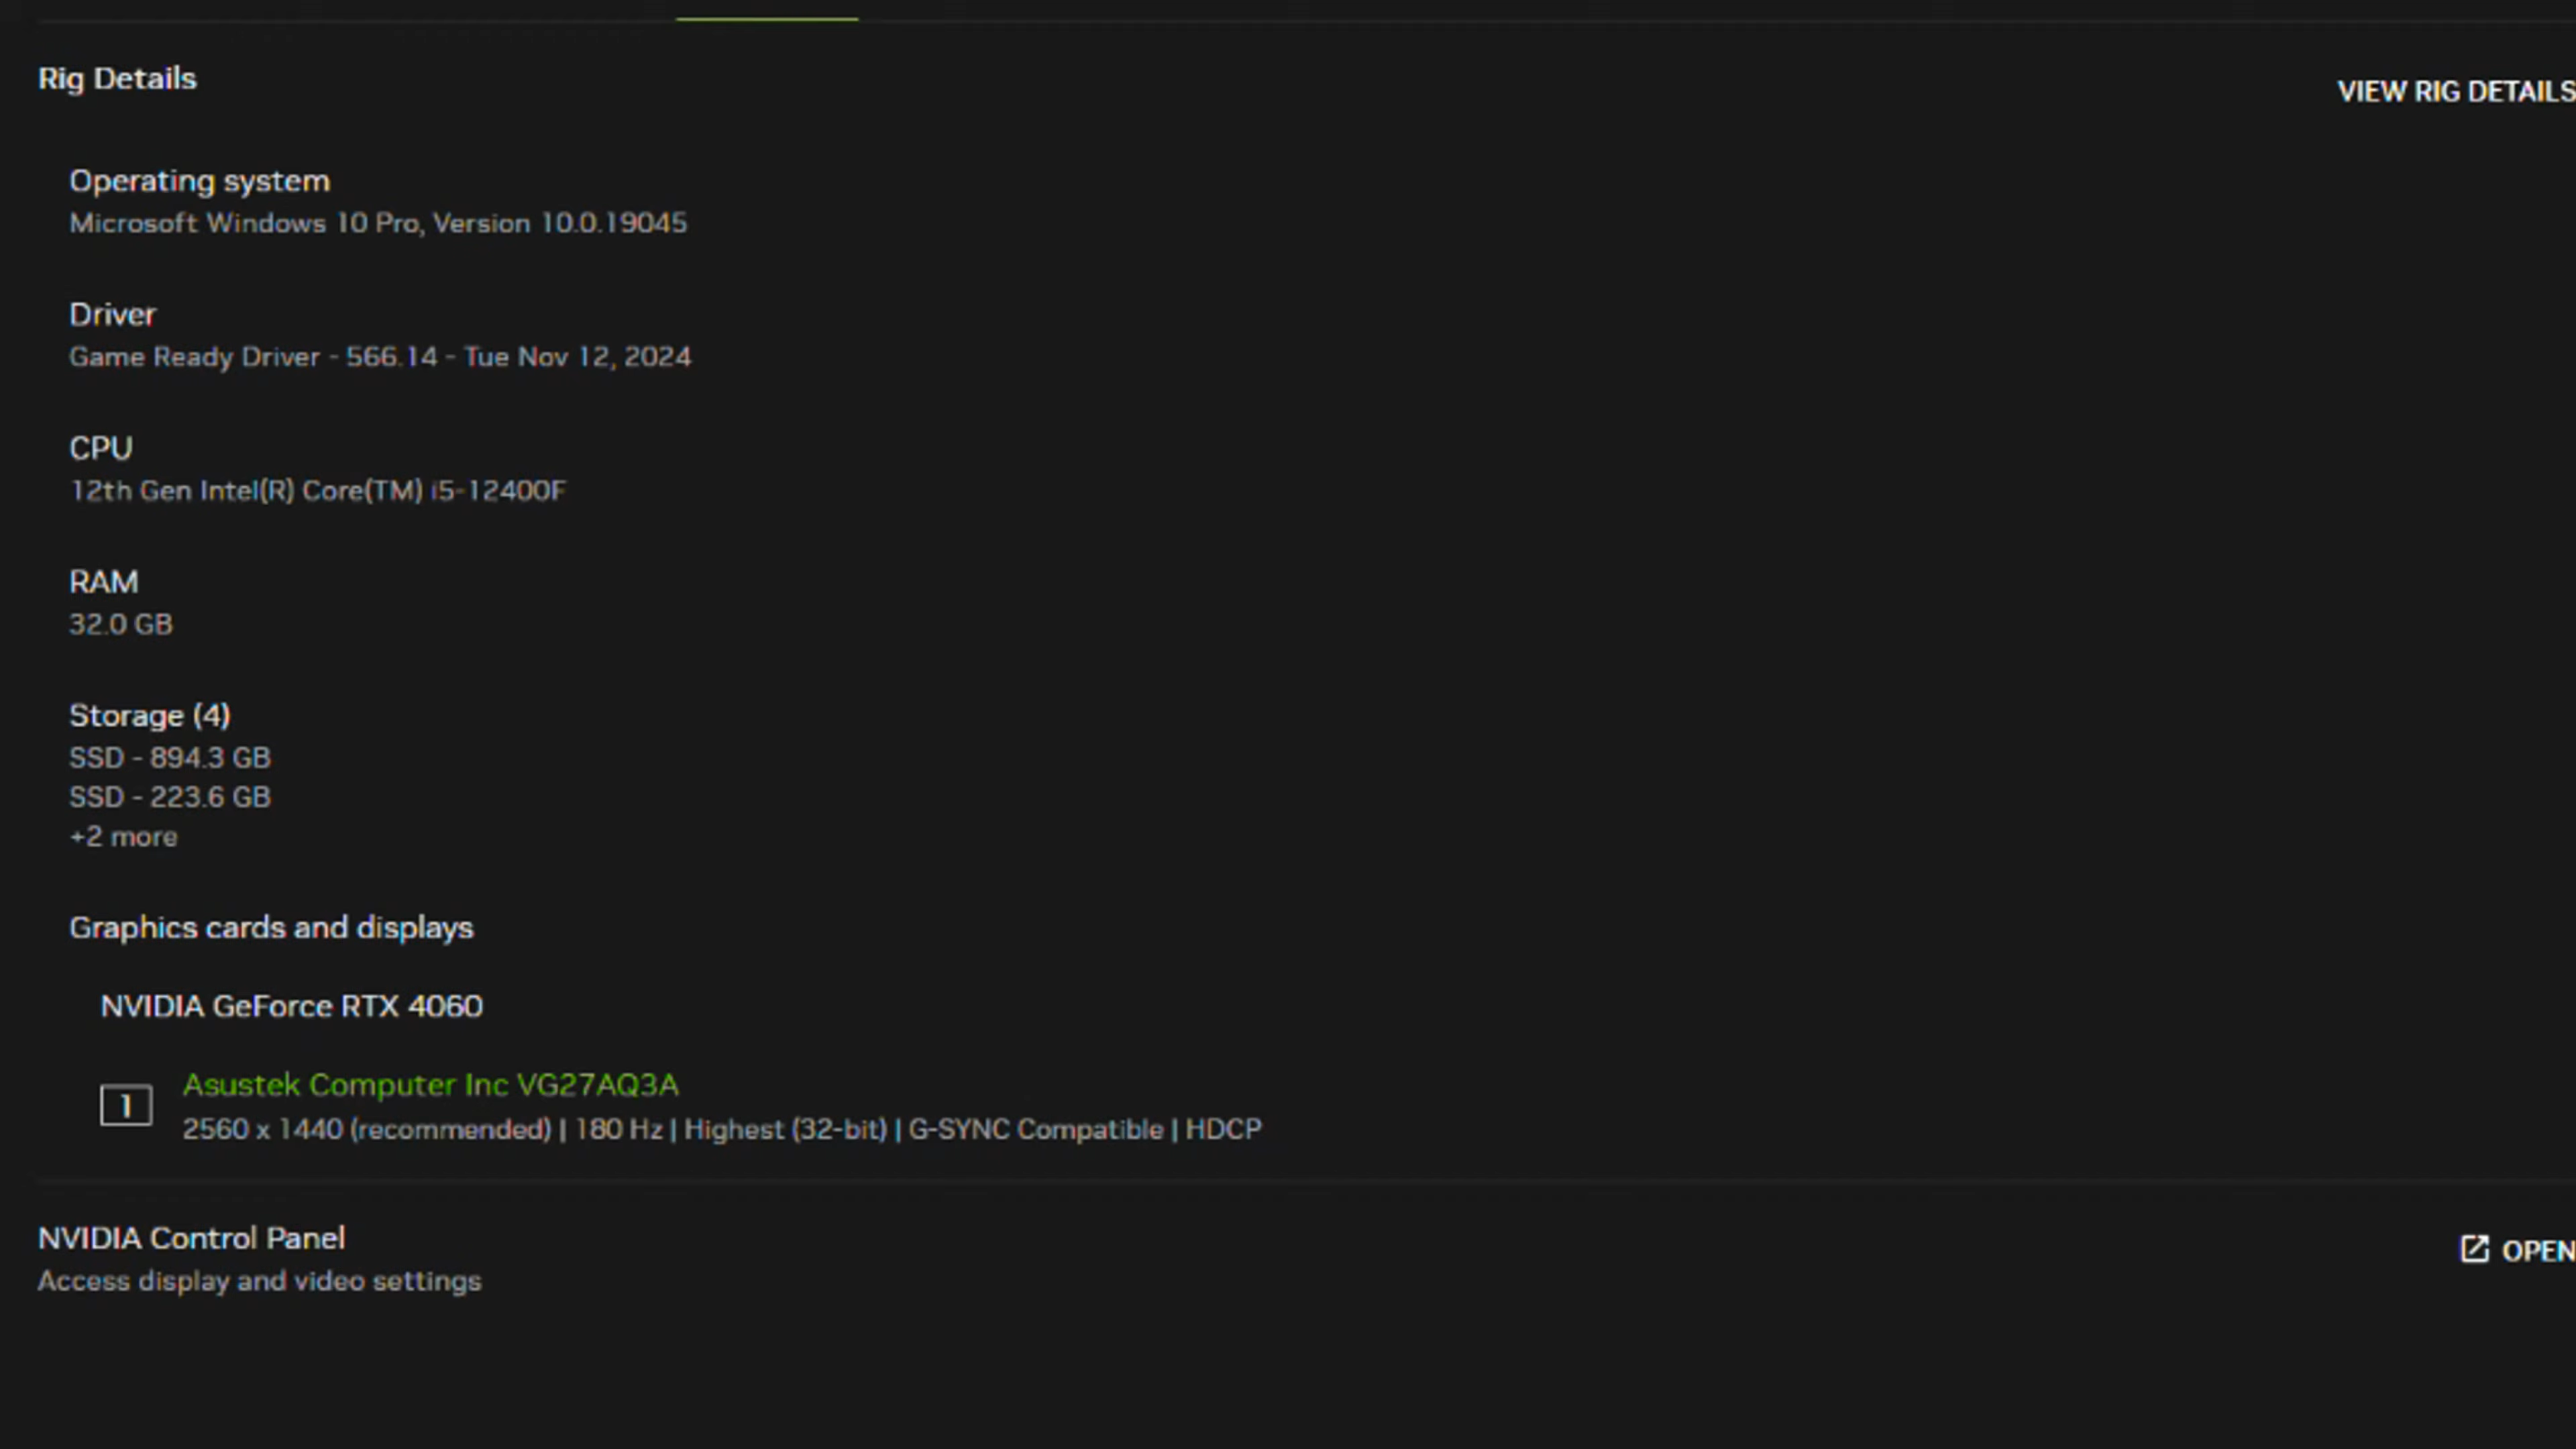 Rig Details
VIEW RIG DETAILS
Operating system
Microsoft Windows 10 Pro, Version 10.0.19045
Driver
Game Ready Driver - 566.14 - Tue Nov 12, 2024
CPU
12th Gen Intel(R) Core(TM) i5-12400F
RAM
32.0 GB
Storage (4)
SSD - 894.3 GB
SSD - 223.6 GB
+2 more
Graphics cards and displays
NVIDIA GeForce RTX 4060
1
Asustek Computer Inc VG27AQ3A
2560 x 1440 (recommended) | 180 Hz | Highest (32-bit) | G-SYNC Compatible | HDCP
NVIDIA Control Panel
OPEN
Access display and video settings